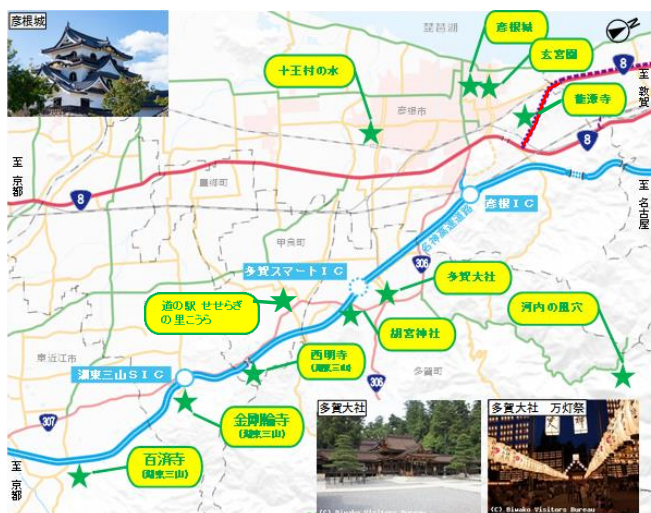 彦根城
琵琶湖
彦根城
玄宮園
十王村の水
龍潭寺
彦根市
8
至 敦賀
8
至 京都
豊郷町
8
彦根IC
至 名古屋
名神高速道路
甲良町
306
多賀スマートIC
多賀大社
道の駅 せせらぎ
の里こうら
胡宮神社
河内の風穴
西明寺
(湖東三山)
東近江市
湖東三山SIC
306
多賀町
307
金剛輪寺
(湖東三山)
百済寺
(湖東三山)
至 京都
多賀大社
(C) Biwako Visitors Bureau
多賀大社 万灯祭
(C) Biwako Visitors Bureau